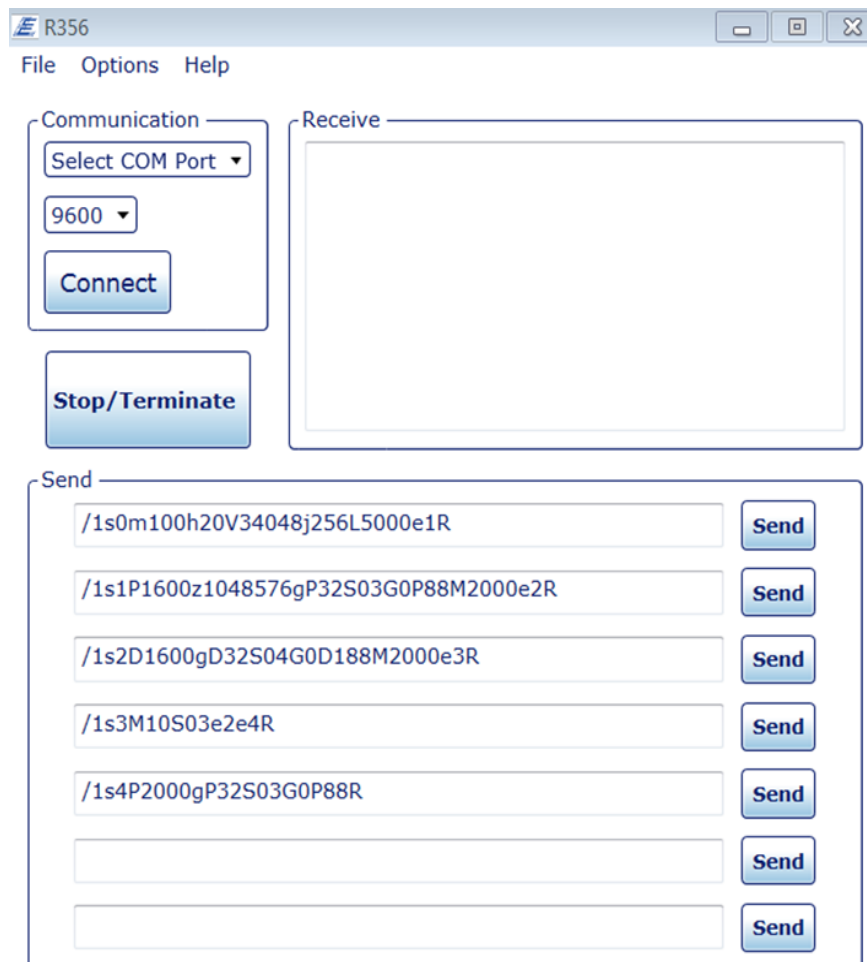 R356
File Options Help
Communication
Receive
Select COM Port
9600
Connect
Stop/Terminate
Send
/1s0m100h20V34048j256L5000e1R Send
/1s1P1600z1048576gP32S03G0P88M2000e2R Send
/1s2D1600gD32S04G0D188M2000e3R Send
/1s3M10S03e2e4R Send
/1s4P2000gP32S03G0P88R Send
Send
Send